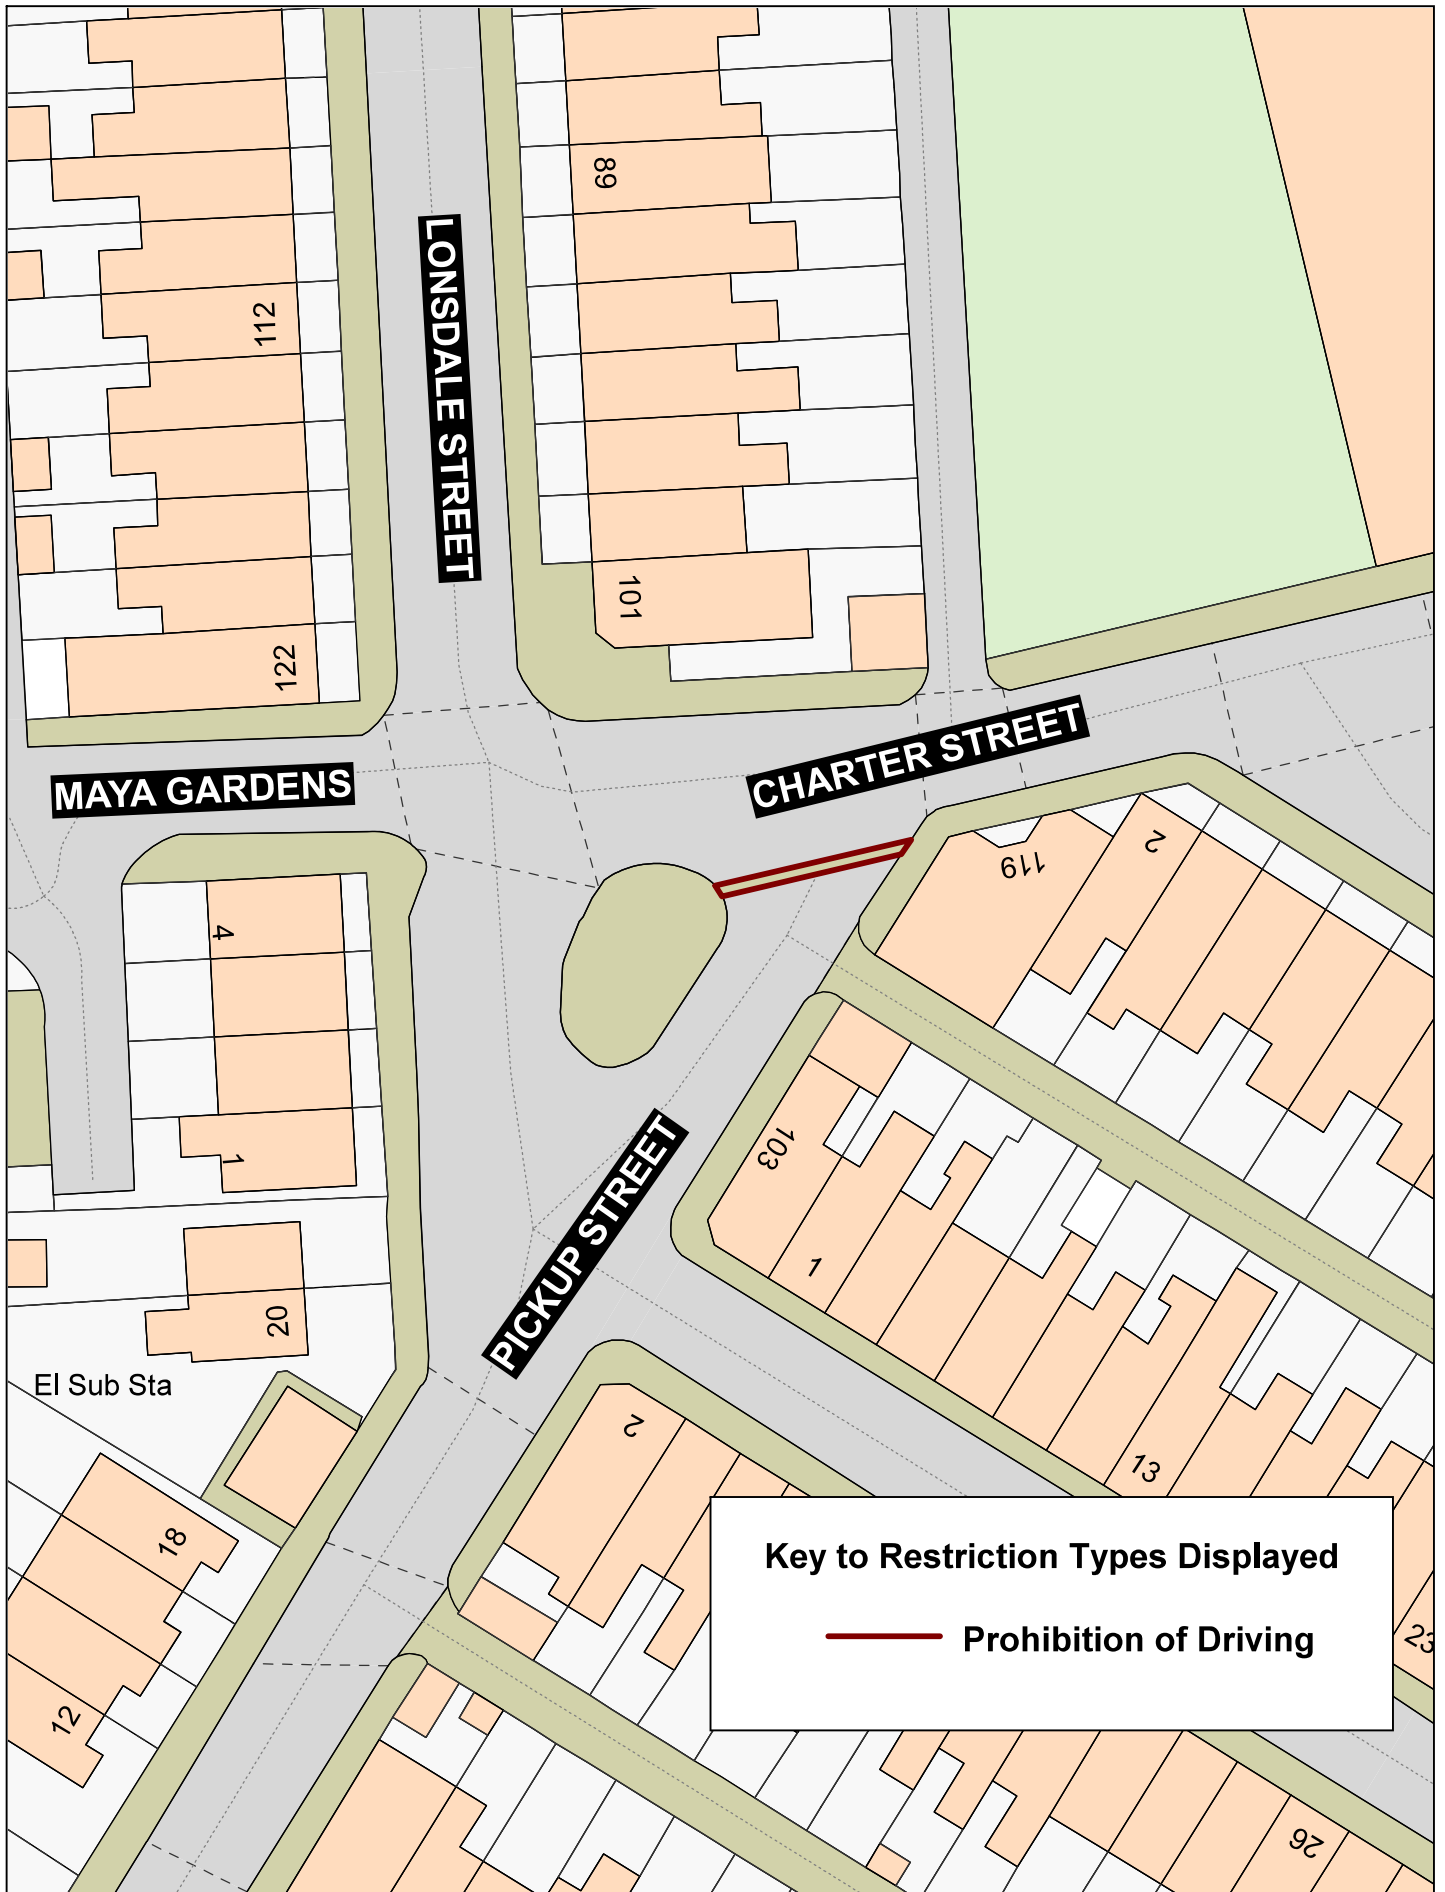 89
LONSDALE STREET
112
101
122
CHARTER STREET
MAYA GARDENS
2
119
4
103
1
PICKUP STREET
1
20
El Sub Sta
2
13
18
Key to Restriction Types Displayed
Prohibition of Driving
23
12
26